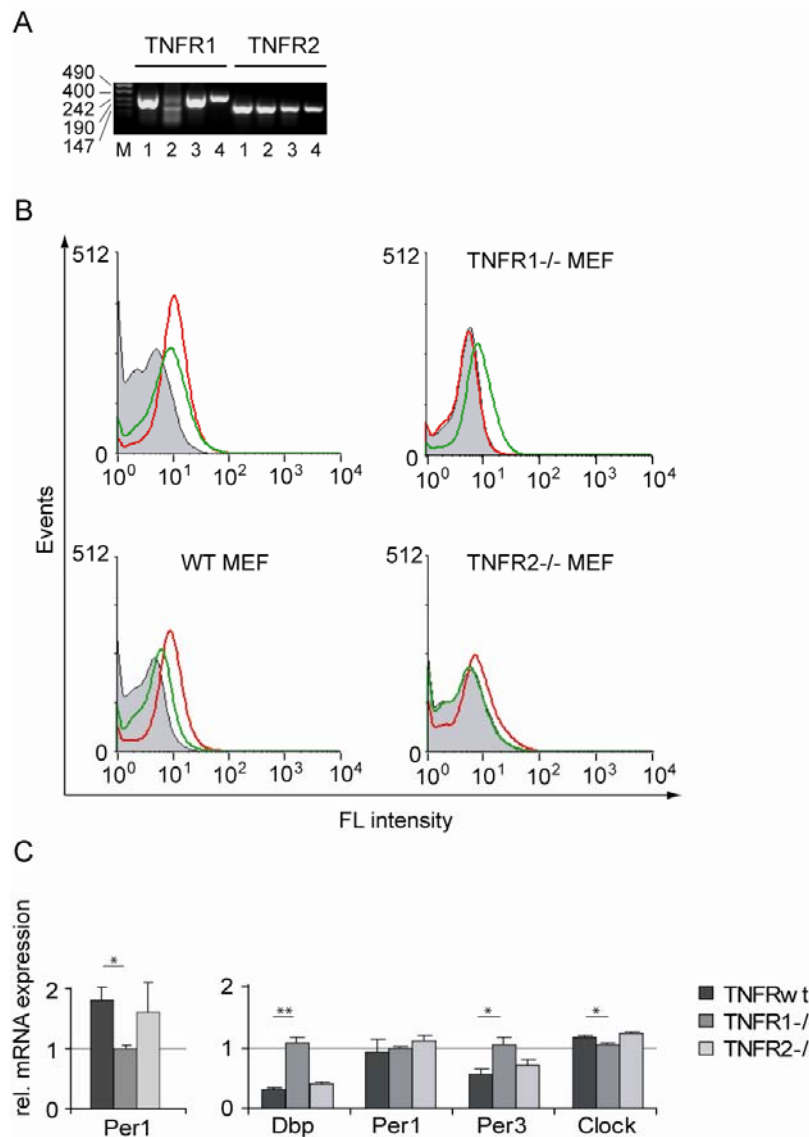 A
TNFR1 TNFR2
490
400
242
190
147
M 1 2 3 4 1 2 3 4
B
512
0
10^0 10^1 10^2 10^3 10^4
TNFR1-/- MEF
512
0
10^0 10^1 10^2 10^3 10^4
Events
WT MEF
512
0
10^0 10^1 10^2 10^3 10^4
TNFR2-/- MEF
512
0
10^0 10^1 10^2 10^3 10^4
FL intensity
C
rel. mRNA expression
2
1
0
*
Per1
2
1
0
** * *
Dbp Per1 Per3 Clock
TNFRwt
TNFR1-/
TNFR2-/